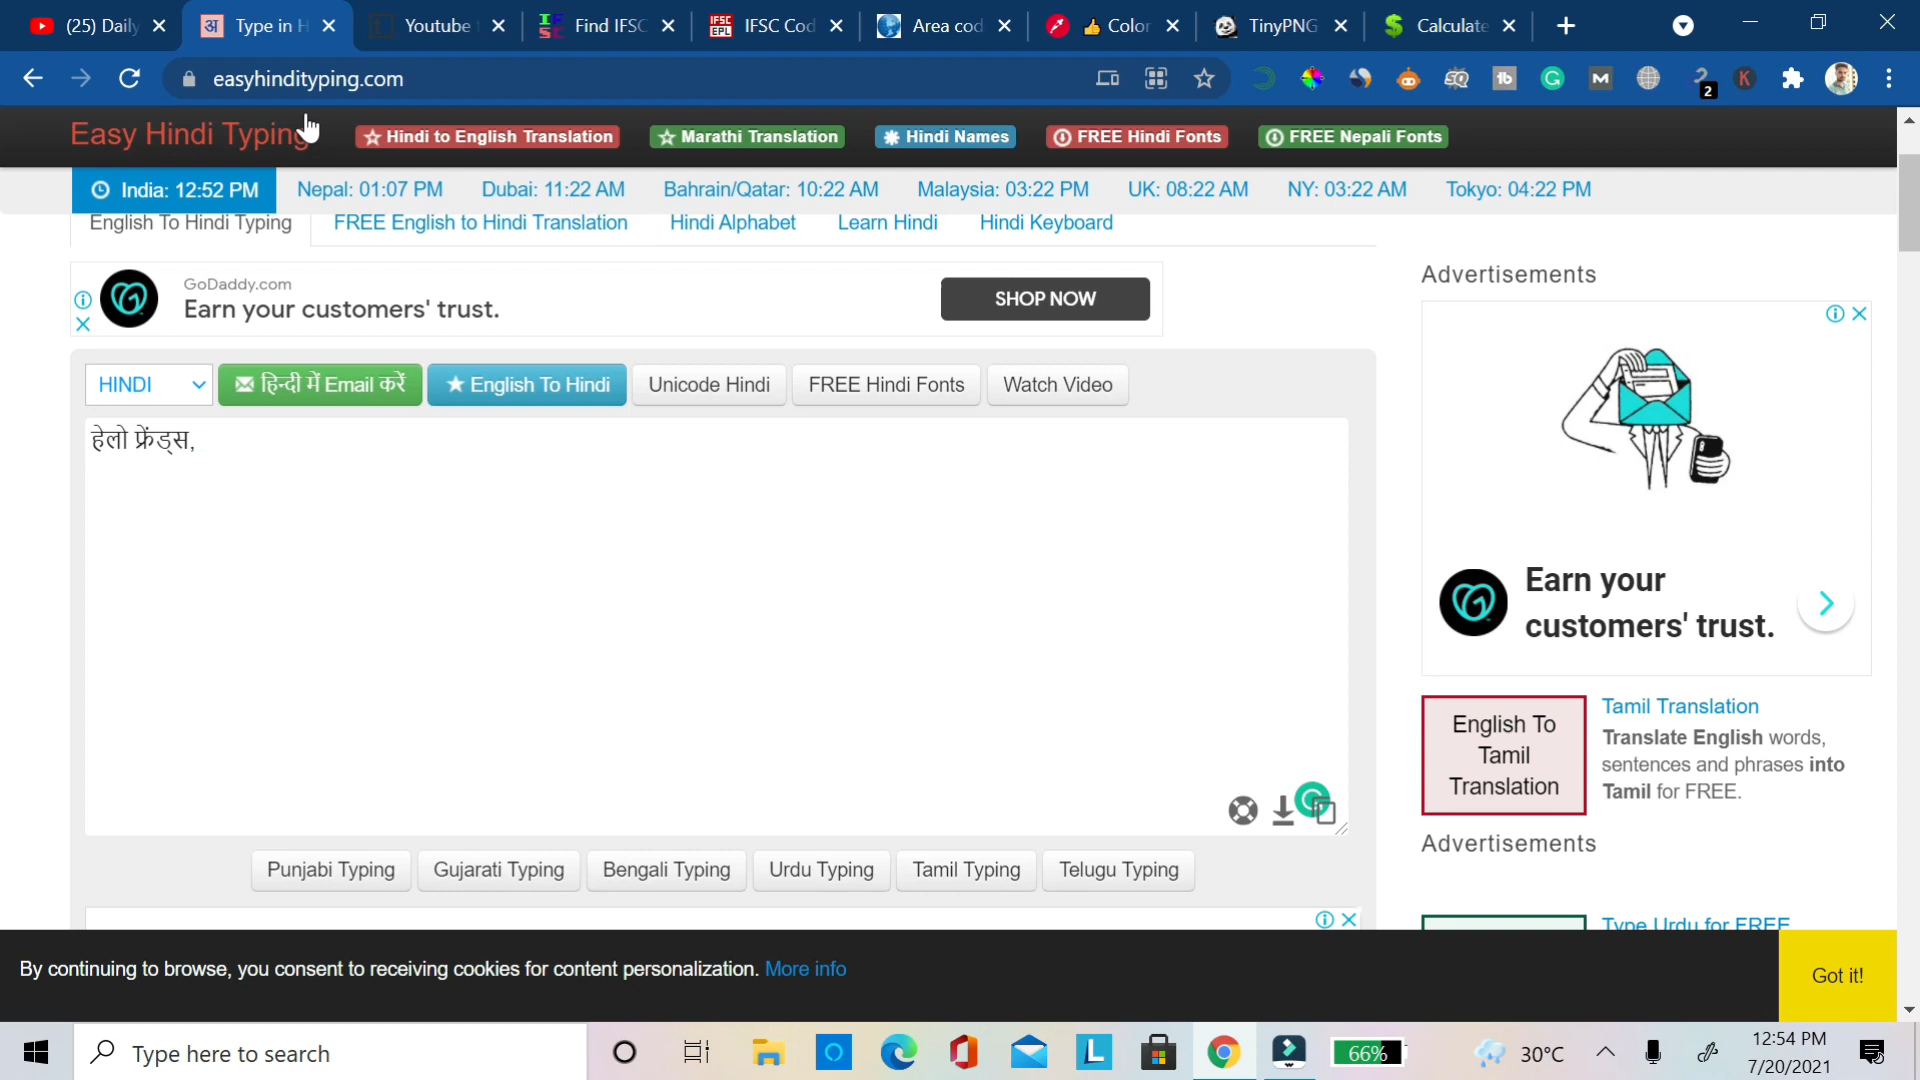 (25) Daily
Type in H
Youtube
Find IFSC
IFSC Cod
Area cod
👍 Color
TinyPNG
Calculate
easyhindityping.com
2
Easy Hindi Typing
Hindi to English Translation
Marathi Translation
Hindi Names
FREE Hindi Fonts
FREE Nepali Fonts
India: 12:52 PM
Nepal: 01:07 PM
Dubai: 11:22 AM
Bahrain/Qatar: 10:22 AM
Malaysia: 03:22 PM
UK: 08:22 AM
NY: 03:22 AM
Tokyo: 04:22 PM
English To Hindi Typing
FREE English to Hindi Translation
Hindi Alphabet
Learn Hindi
Hindi Keyboard
GoDaddy.com
Earn your customers' trust.
SHOP NOW
Advertisements
HINDI
हिन्दी में Email करें
English To Hindi
Unicode Hindi
FREE Hindi Fonts
Watch Video
हेलो फ्रेंड्स,
Earn your
customers' trust.
English To
Tamil
Translation
Tamil Translation
Translate English words,
sentences and phrases into
Tamil for FREE.
Advertisements
Punjabi Typing
Gujarati Typing
Bengali Typing
Urdu Typing
Tamil Typing
Telugu Typing
Type Urdu for FREE
By continuing to browse, you consent to receiving cookies for content personalization. More info
Got it!
Type here to search
66%
30°C
12:54 PM
7/20/2021